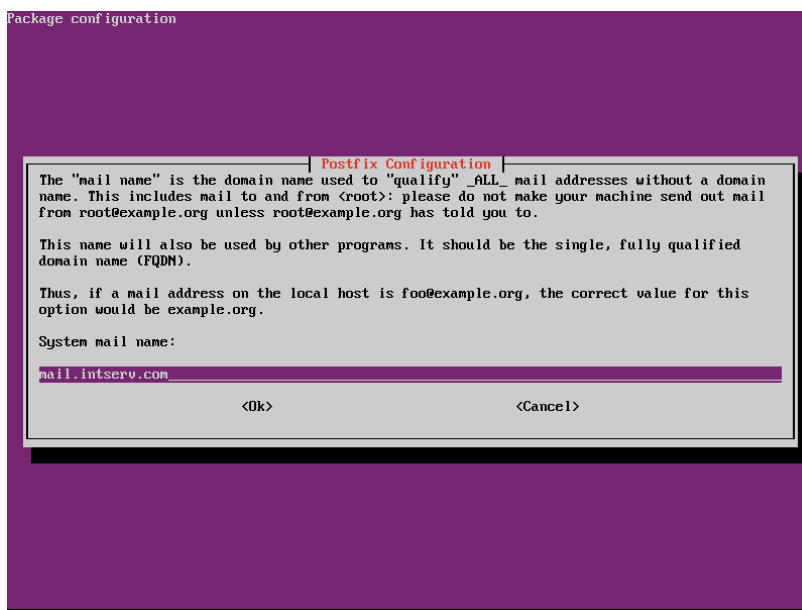 Package configuration
Postfix Configuration
The "mail name" is the domain name used to "qualify" _ALL_ mail addresses without a domain
name. This includes mail to and from <root>: please do not make your machine send out mail
from root@example.org unless root@example.org has told you to.
This name will also be used by other programs. It should be the single, fully qualified
domain name (FQDN).
Thus, if a mail address on the local host is foo@example.org, the correct value for this
option would be example.org.
System mail name:
mail.intserv.com
<Ok> <Cancel>